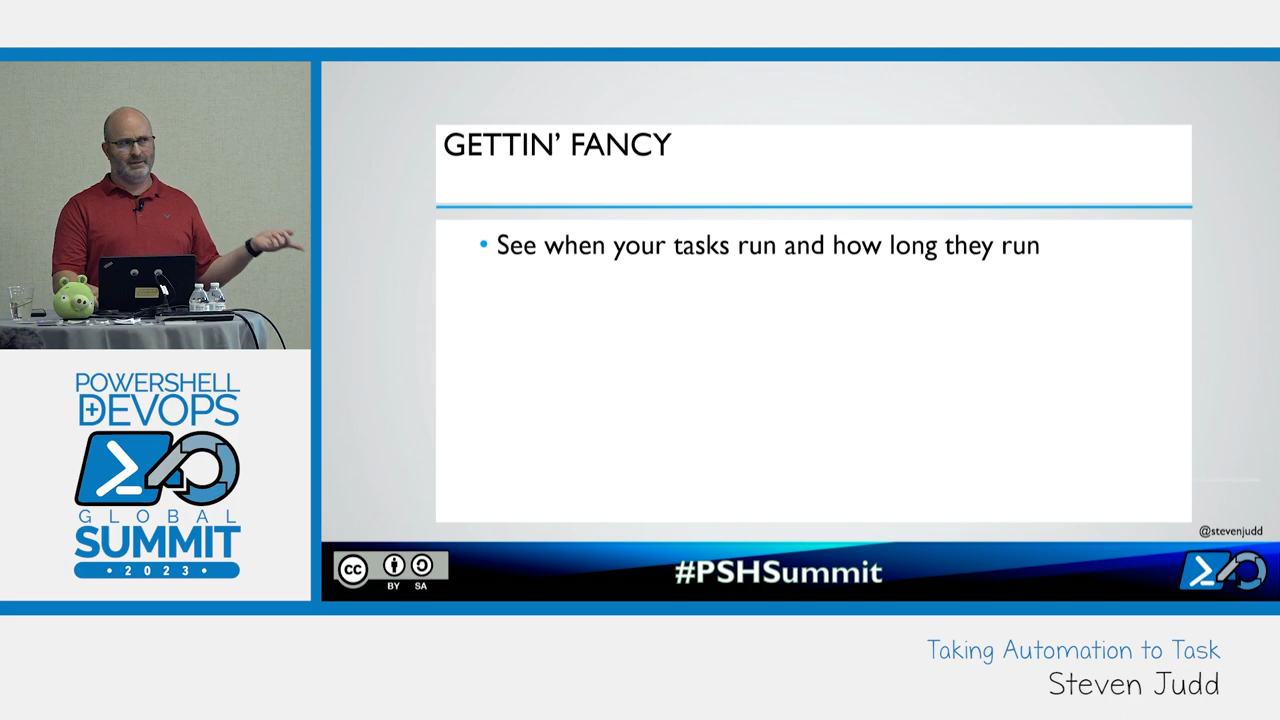 GETTIN' FANCY
• See when your tasks run and how long they run
@stevenjudd
cc
BY SA
#PSHSummit
POWERSHELL
+DEVOPS
GLOBAL
SUMMIT
• 2023 •
Taking Automation to Task
Steven Judd